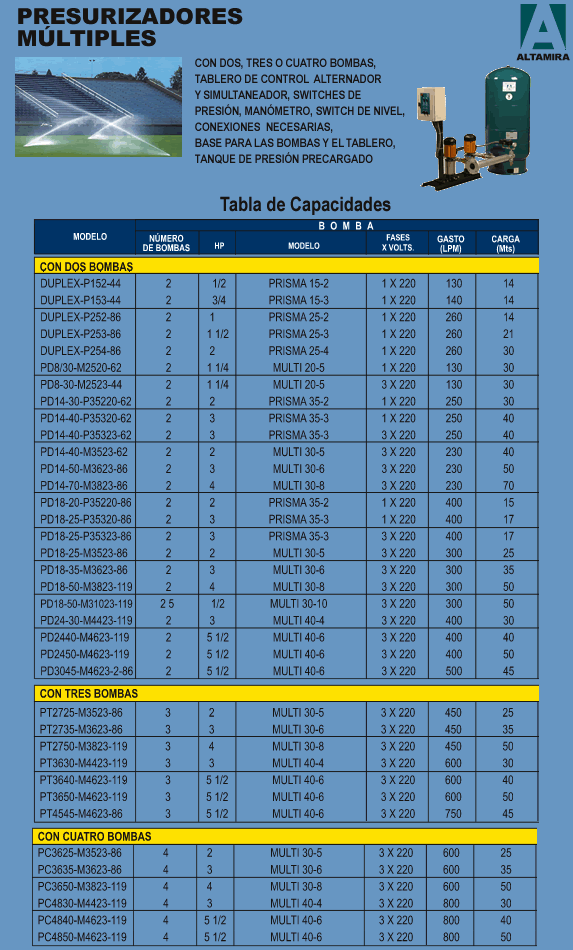 PRESURIZADORES
MÚLTIPLES
ALTAMIRA
CON DOS, TRES O CUATRO BOMBAS,
TABLERO DE CONTROL ALTERNADOR
Y SIMULTANEADOR, SWITCHES DE
PRESIÓN, MANÓMETRO, SWITCH DE NIVEL,
CONEXIONES NECESARIAS,
BASE PARA LAS BOMBAS Y EL TABLERO,
TANQUE DE PRESIÓN PRECARGADO
Tabla de Capacidades
BOMBA
MODELO NÚMERO DE BOMBAS HP MODELO FASES X VOLTS. GASTO (LPM) CARGA (Mts)
CON DOS BOMBAS
DUPLEX-P152-44 2 1/2 PRISMA 15-2 1 X 220 130 14
DUPLEX-P153-44 2 3/4 PRISMA 15-3 1 X 220 140 14
DUPLEX-P252-86 2 1 PRISMA 25-2 1 X 220 260 14
DUPLEX-P253-86 2 1 1/2 PRISMA 25-3 1 X 220 260 21
DUPLEX-P254-86 2 2 PRISMA 25-4 1 X 220 260 30
PD8/30-M2520-62 2 1 1/4 MULTI 20-5 1 X 220 130 30
PD8-30-M2523-44 2 1 1/4 MULTI 20-5 3 X 220 130 30
PD14-30-P35220-62 2 2 PRISMA 35-2 1 X 220 250 30
PD14-40-P35320-62 2 3 PRISMA 35-3 1 X 220 250 40
PD14-40-P35323-62 2 3 PRISMA 35-3 3 X 220 250 40
PD14-40-M3523-62 2 2 MULTI 30-5 3 X 220 230 40
PD14-50-M3623-86 2 3 MULTI 30-6 3 X 220 230 50
PD14-70-M3823-86 2 4 MULTI 30-8 3 X 220 230 70
PD18-20-P35220-86 2 2 PRISMA 35-2 1 X 220 400 15
PD18-25-P35320-86 2 3 PRISMA 35-3 1 X 220 400 17
PD18-25-P35323-86 2 3 PRISMA 35-3 3 X 220 400 17
PD18-25-M3523-86 2 2 MULTI 30-5 3 X 220 300 25
PD18-35-M3623-86 2 3 MULTI 30-6 3 X 220 300 35
PD18-50-M3823-119 2 4 MULTI 30-8 3 X 220 300 50
PD18-50-M31023-119 2 5 1/2 MULTI 30-10 3 X 220 300 50
PD24-30-M4423-119 2 3 MULTI 40-4 3 X 220 400 30
PD2440-M4623-119 2 5 1/2 MULTI 40-6 3 X 220 400 40
PD2450-M4623-119 2 5 1/2 MULTI 40-6 3 X 220 400 50
PD3045-M4623-2-86 2 5 1/2 MULTI 40-6 3 X 220 500 45
CON TRES BOMBAS
PT2725-M3523-86 3 2 MULTI 30-5 3 X 220 450 25
PT2735-M3623-86 3 3 MULTI 30-6 3 X 220 450 35
PT2750-M3823-119 3 4 MULTI 30-8 3 X 220 450 50
PT3630-M4423-119 3 3 MULTI 40-4 3 X 220 600 30
PT3640-M4623-119 3 5 1/2 MULTI 40-6 3 X 220 600 40
PT3650-M4623-119 3 5 1/2 MULTI 40-6 3 X 220 600 50
PT4545-M4623-86 3 5 1/2 MULTI 40-6 3 X 220 750 45
CON CUATRO BOMBAS
PC3625-M3523-86 4 2 MULTI 30-5 3 X 220 600 25
PC3635-M3623-86 4 3 MULTI 30-6 3 X 220 600 35
PC3650-M3823-119 4 4 MULTI 30-8 3 X 220 600 50
PC4830-M4423-119 4 3 MULTI 40-4 3 X 220 800 30
PC4840-M4623-119 4 5 1/2 MULTI 40-6 3 X 220 800 40
PC4850-M4623-119 4 5 1/2 MULTI 40-6 3 X 220 800 50